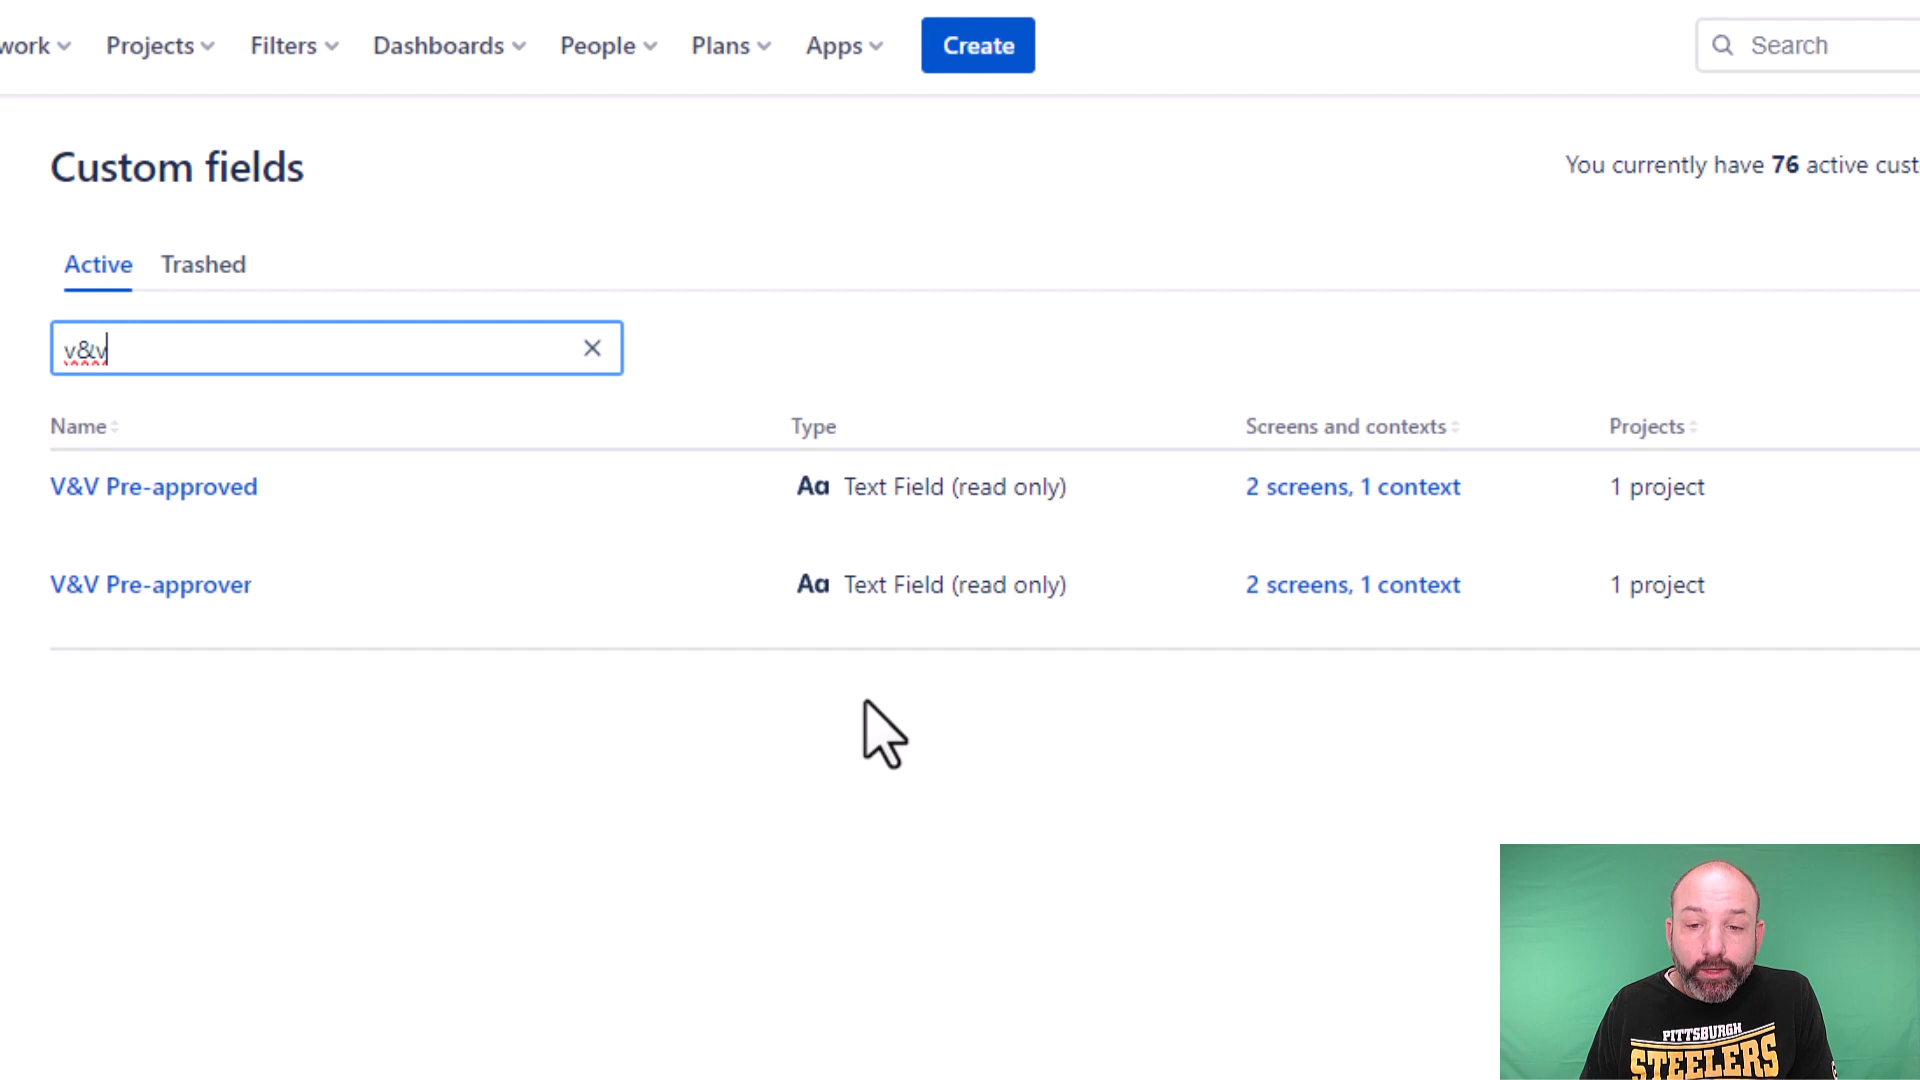 work Projects Filters Dashboards People Plans Apps Create Search
Custom fields
You currently have 76 active cust
Active Trashed
v&v
Name Type Screens and contexts Projects
V&V Pre-approved Aa Text Field (read only) 2 screens, 1 context 1 project
V&V Pre-approver Aa Text Field (read only) 2 screens, 1 context 1 project
PITTSBURGH
STEELERS